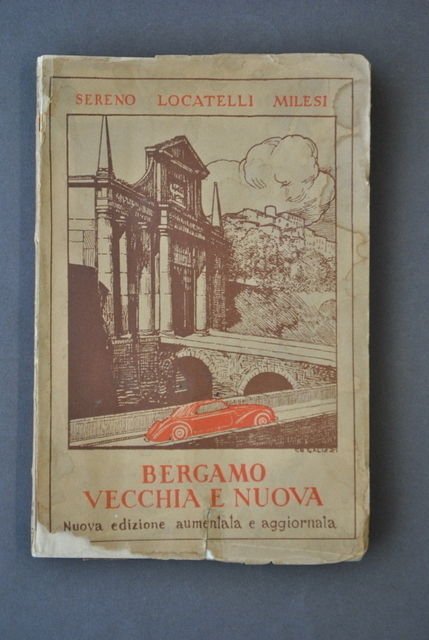 SERENO LOCATELLI MILESI
BERGAMO
VECCHIA E NUOVA
Nuova edizione aumentata e aggiornata